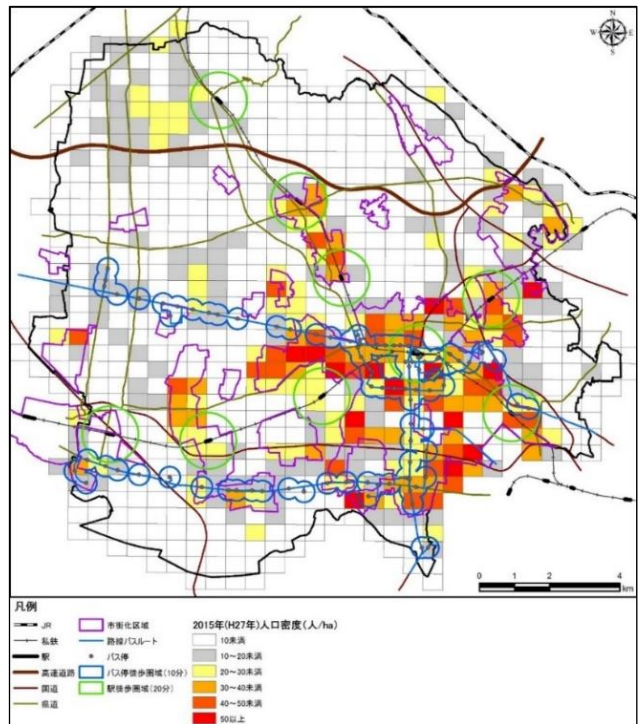 N
W E
S
0 1 2 4
km
凡例
JR
私鉄
駅
高速道路
国道
県道
市街化区域
路線バスルート
バス停
バス停徒歩圏域(10分)
駅徒歩圏域(20分)
2015年(H27年)人口密度(人/ha)
10未満
10~20未満
20~30未満
30~40未満
40~50未満
50以上